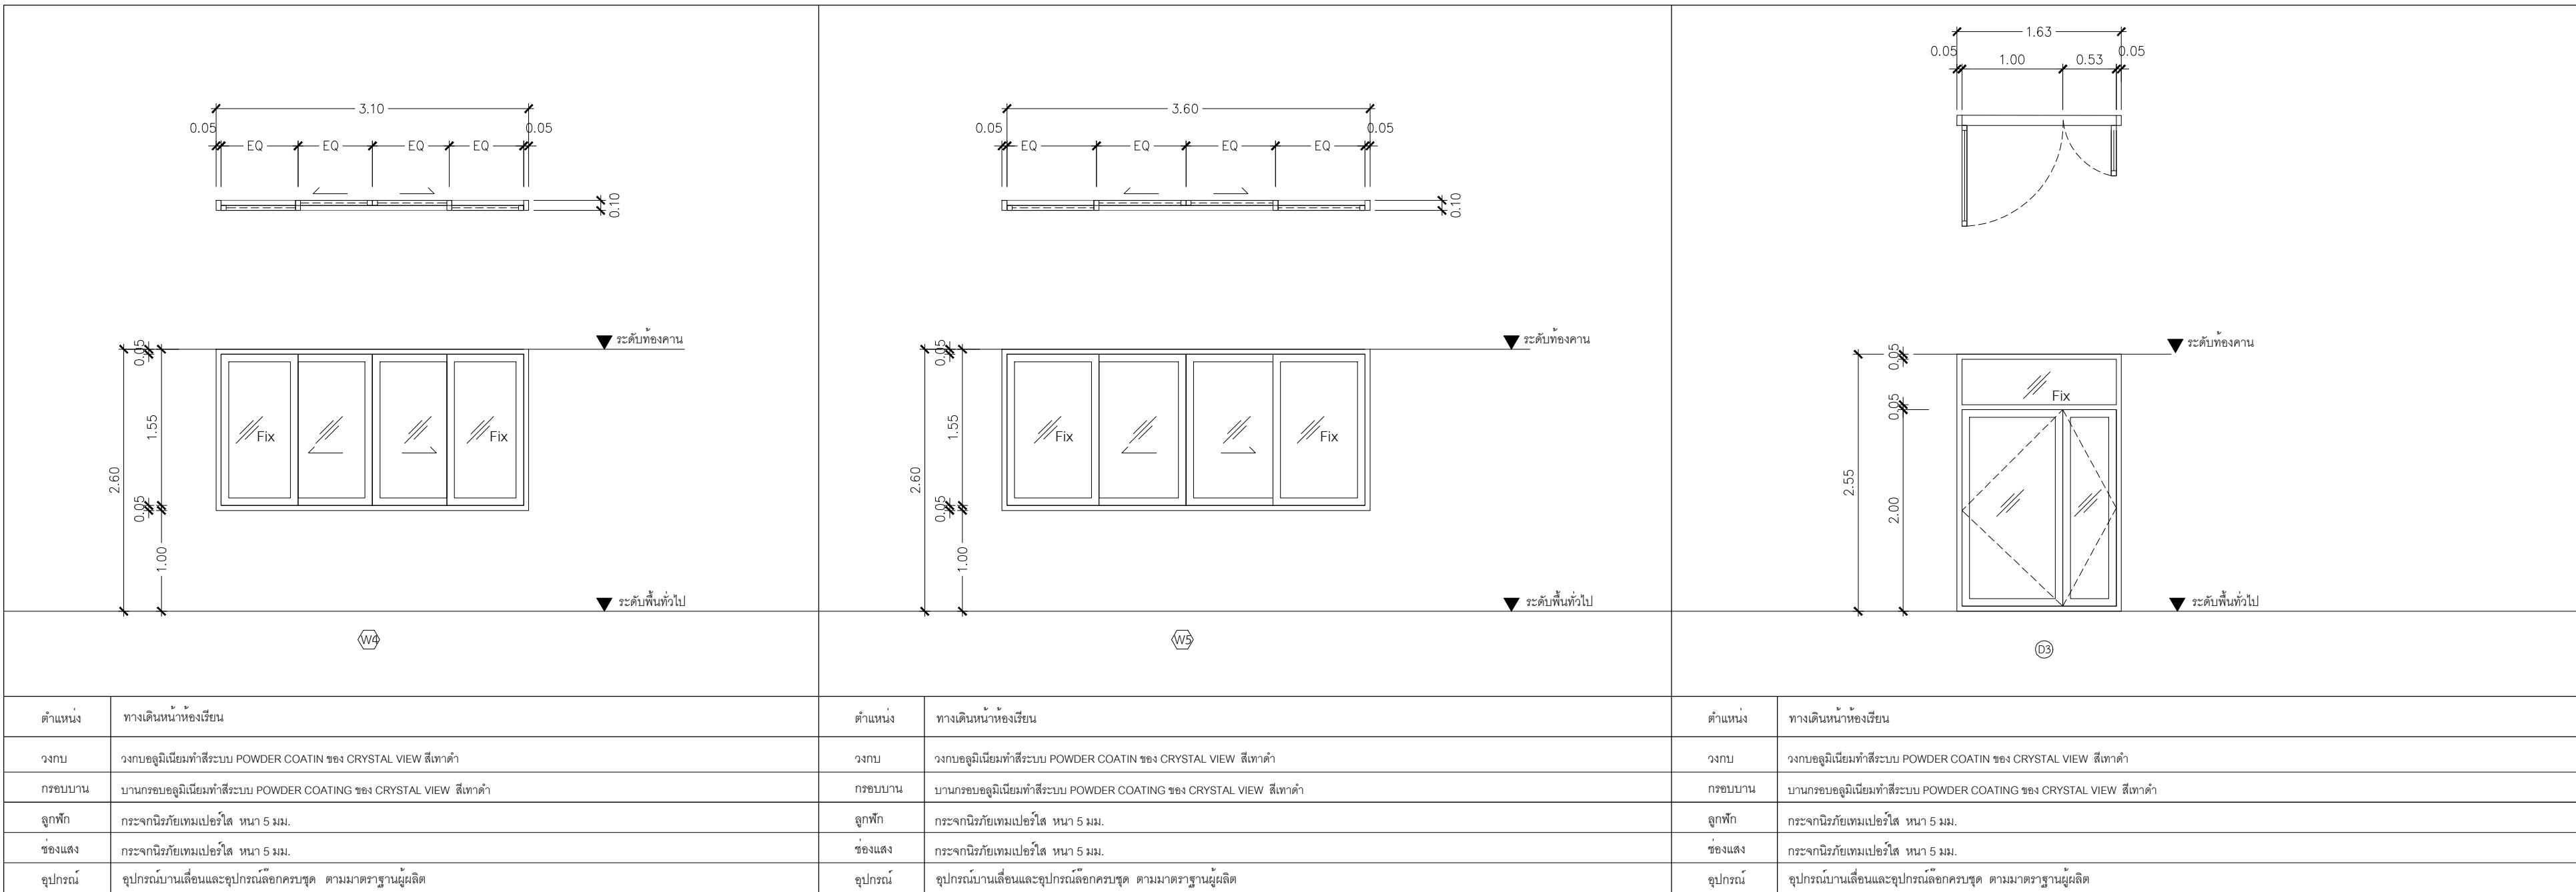 3.10
0.05
0.05
EQ EQ EQ EQ
0.10
ระดับท้องคาน
0.05
1.55
2.60
0.05
1.00
Fix
Fix
ระดับพื้นทั่วไป
W4
ตำแหน่ง ทางเดินหน้าห้องเรียน
วงกบ วงกบอลูมิเนียมทำสีระบบ POWDER COATIN ของ CRYSTAL VIEW สีเทาดำ
กรอบบาน บานกรอบอลูมิเนียมทำสีระบบ POWDER COATING ของ CRYSTAL VIEW สีเทาดำ
ลูกฟัก กระจกนิรภัยเทมเปอร์ใส หนา 5 มม.
ช่องแสง กระจกนิรภัยเทมเปอร์ใส หนา 5 มม.
อุปกรณ์ อุปกรณ์บานเลื่อนและอุปกรณ์ล๊อกครบชุด ตามมาตราฐานผู้ผลิต
3.60
0.05
0.05
EQ EQ EQ EQ
0.10
ระดับท้องคาน
0.05
1.55
2.60
0.05
1.00
Fix
Fix
ระดับพื้นทั่วไป
W5
ตำแหน่ง ทางเดินหน้าห้องเรียน
วงกบ วงกบอลูมิเนียมทำสีระบบ POWDER COATIN ของ CRYSTAL VIEW สีเทาดำ
กรอบบาน บานกรอบอลูมิเนียมทำสีระบบ POWDER COATING ของ CRYSTAL VIEW สีเทาดำ
ลูกฟัก กระจกนิรภัยเทมเปอร์ใส หนา 5 มม.
ช่องแสง กระจกนิรภัยเทมเปอร์ใส หนา 5 มม.
อุปกรณ์ อุปกรณ์บานเลื่อนและอุปกรณ์ล๊อกครบชุด ตามมาตราฐานผู้ผลิต
1.63
0.05
0.05
1.00 0.53
ระดับท้องคาน
0.05
Fix
0.05
2.55
2.00
ระดับพื้นทั่วไป
D3
ตำแหน่ง ทางเดินหน้าห้องเรียน
วงกบ วงกบอลูมิเนียมทำสีระบบ POWDER COATIN ของ CRYSTAL VIEW สีเทาดำ
กรอบบาน บานกรอบอลูมิเนียมทำสีระบบ POWDER COATING ของ CRYSTAL VIEW สีเทาดำ
ลูกฟัก กระจกนิรภัยเทมเปอร์ใส หนา 5 มม.
ช่องแสง กระจกนิรภัยเทมเปอร์ใส หนา 5 มม.
อุปกรณ์ อุปกรณ์บานเลื่อนและอุปกรณ์ล๊อกครบชุด ตามมาตราฐานผู้ผลิต